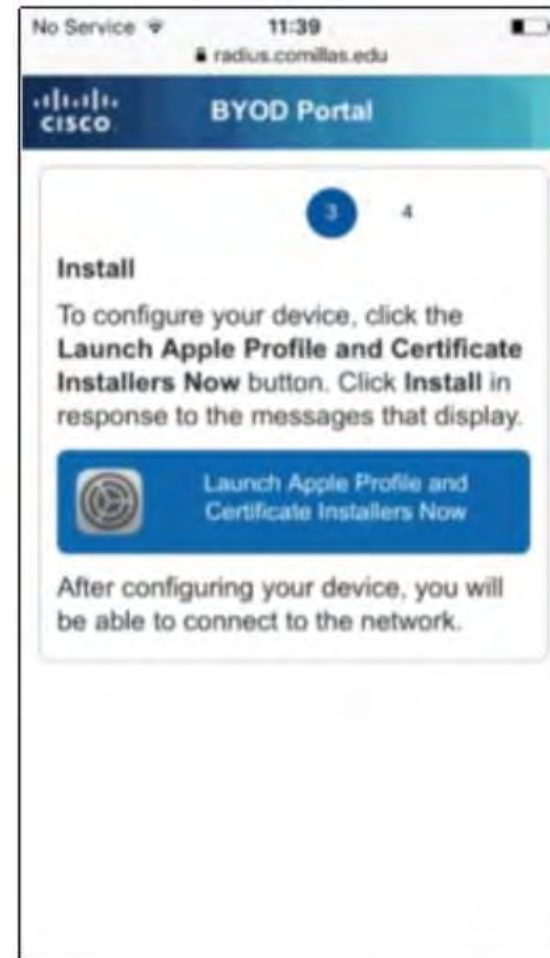 No Service 11:39
radius.comillas.edu
CISCO BYOD Portal
3 4
Install
To configure your device, click the
Launch Apple Profile and Certificate
Installers Now button. Click Install in
response to the messages that display.
Launch Apple Profile and
Certificate Installers Now
After configuring your device, you will
be able to connect to the network.